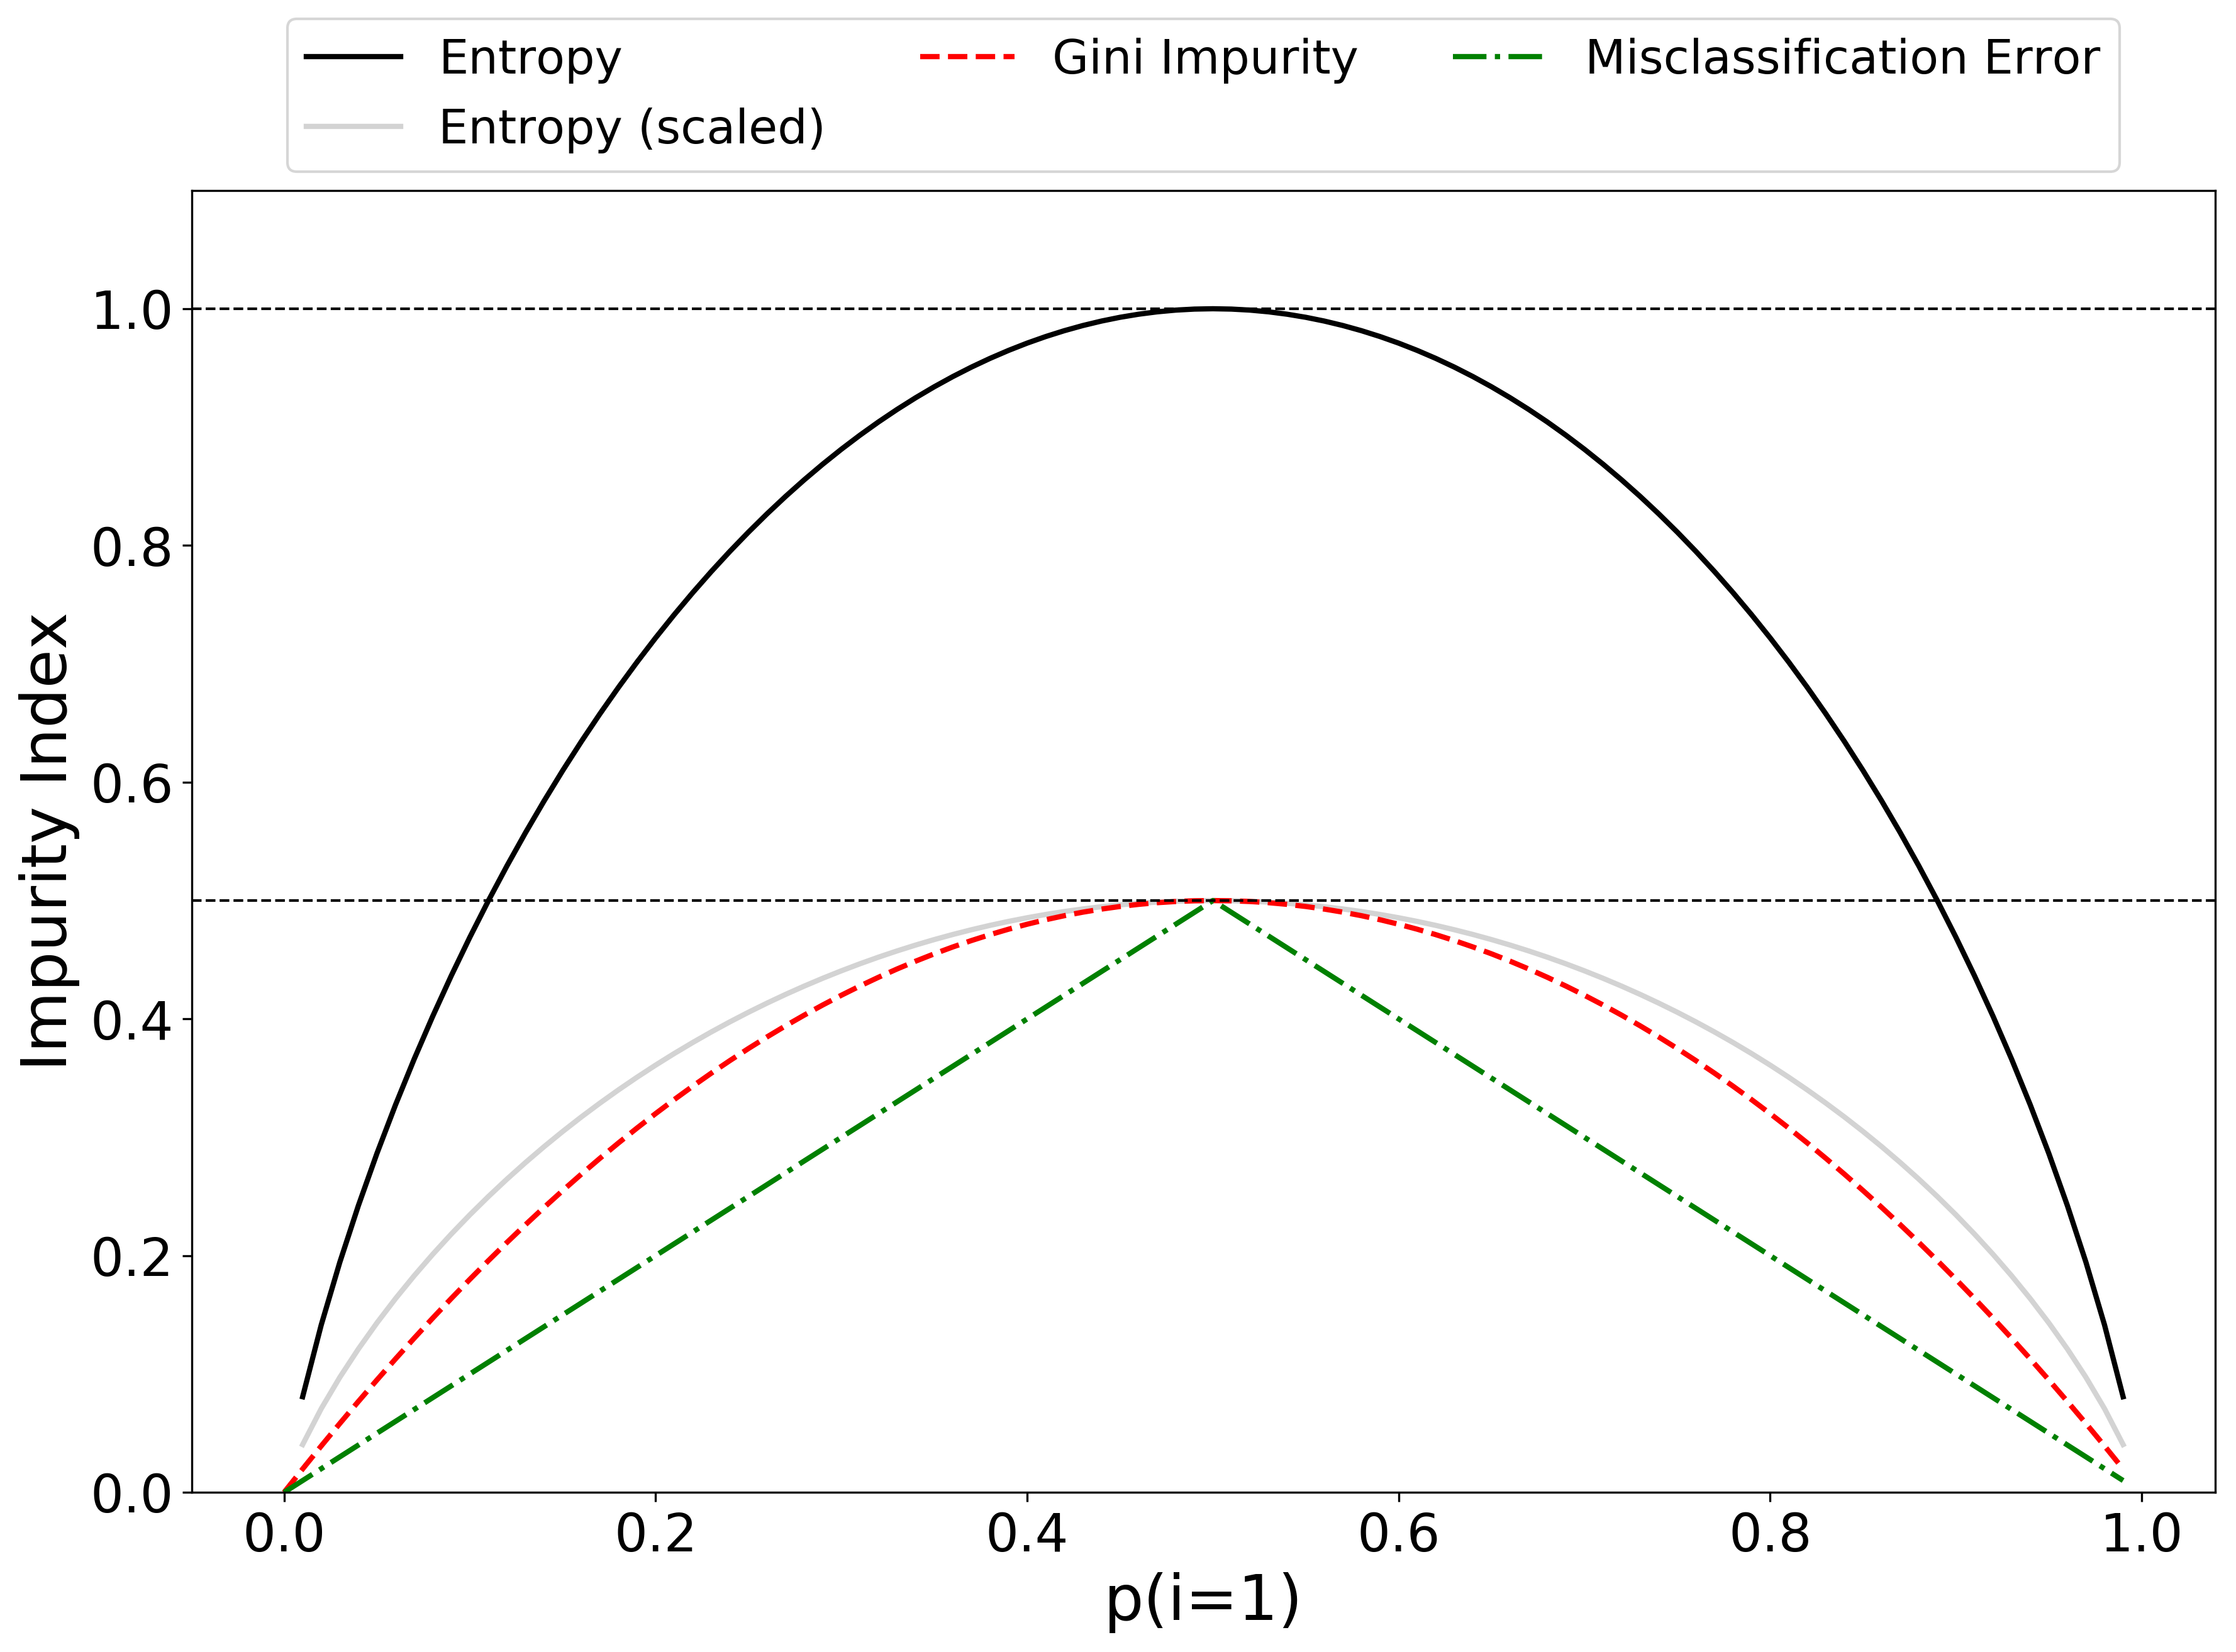 Entropy
Entropy (scaled)
Gini Impurity
Misclassification Error
1.0
0.8
0.6
0.4
0.2
0.0
Impurity Index
0.0 0.2 0.4 0.6 0.8 1.0
p(i=1)